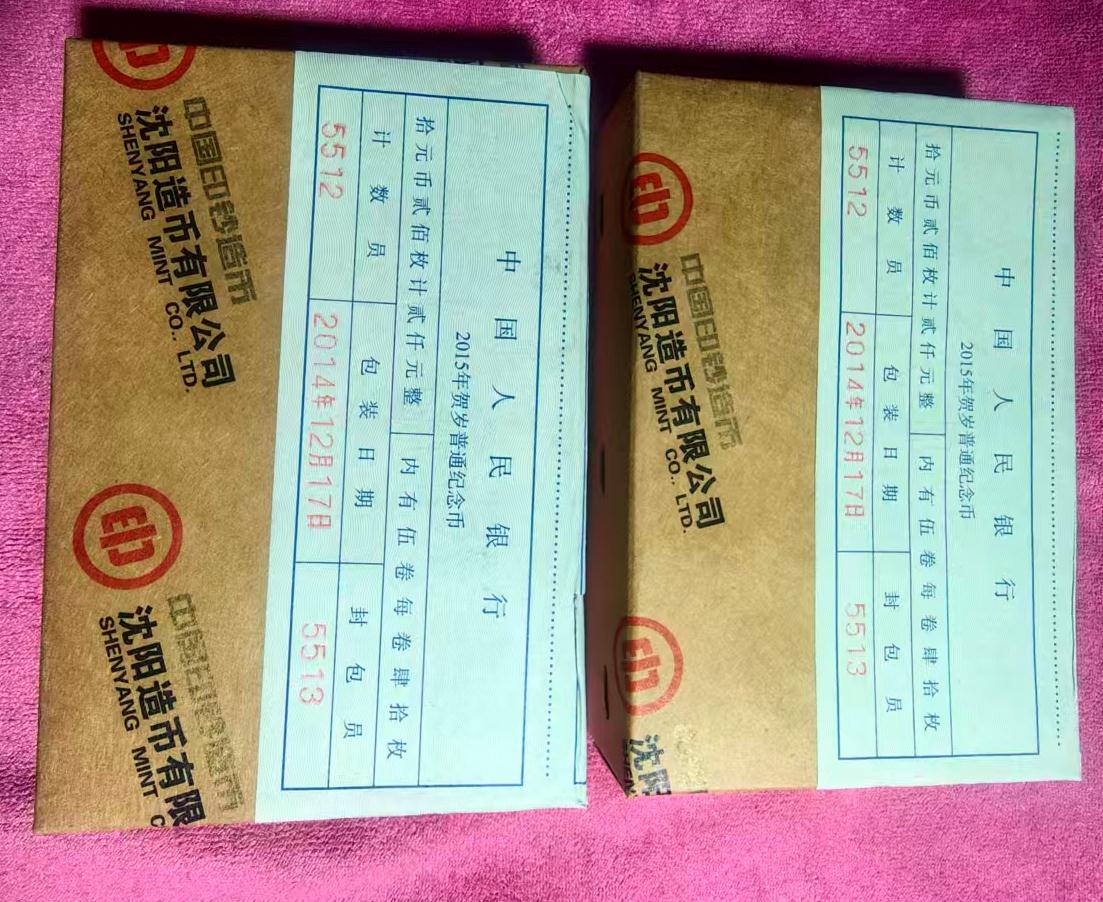 中国印钞造币
沈阳造币有限公司
SHENYANG MINT CO., LTD.
中国印钞造币
沈阳造币有限
SHENYANG MINT C
中国人民银行
2015年贺岁普通纪念币
拾元币贰佰枚计贰仟元整
内有伍卷每卷肆拾枚
计数员
包装日期
封包员
5512
2014年12月17日
5513
中国印钞造币
沈阳造币有限公司
SHENYANG MINT CO., LTD.
沈阳
SHEN
中国人民银行
2015年贺岁普通纪念币
拾元币贰佰枚计贰仟元整
内有伍卷每卷肆拾枚
计数员
包装日期
封包员
5512
2014年12月17日
5513